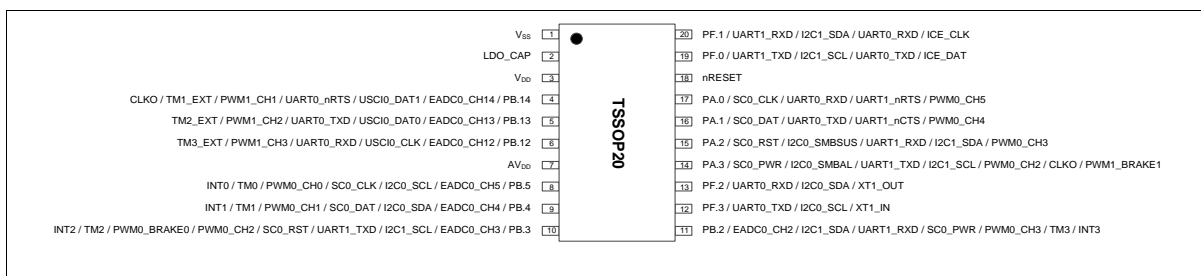 VSS 1
LDO_CAP 2
VDD 3
CLKO / TM1_EXT / PWM1_CH1 / UART0_nRTS / USCI0_DAT1 / EADC0_CH14 / PB.14 4
TM2_EXT / PWM1_CH2 / UART0_TXD / USCI0_DAT0 / EADC0_CH13 / PB.13 5
TM3_EXT / PWM1_CH3 / UART0_RXD / USCI0_CLK / EADC0_CH12 / PB.12 6
AVDD 7
INT0 / TM0 / PWM0_CH0 / SC0_CLK / I2C0_SCL / EADC0_CH5 / PB.5 8
INT1 / TM1 / PWM0_CH1 / SC0_DAT / I2C0_SDA / EADC0_CH4 / PB.4 9
INT2 / TM2 / PWM0_BRAKE0 / PWM0_CH2 / SC0_RST / UART1_TXD / I2C1_SCL / EADC0_CH3 / PB.3 10
TSSOP20
20 PF.1 / UART1_RXD / I2C1_SDA / UART0_RXD / ICE_CLK
19 PF.0 / UART1_TXD / I2C1_SCL / UART0_TXD / ICE_DAT
18 nRESET
17 PA.0 / SC0_CLK / UART0_RXD / UART1_nRTS / PWM0_CH5
16 PA.1 / SC0_DAT / UART0_TXD / UART1_nCTS / PWM0_CH4
15 PA.2 / SC0_RST / I2C0_SMBSUS / UART1_RXD / I2C1_SDA / PWM0_CH3
14 PA.3 / SC0_PWR / I2C0_SMBAL / UART1_TXD / I2C1_SCL / PWM0_CH2 / CLKO / PWM1_BRAKE1
13 PF.2 / UART0_RXD / I2C0_SDA / XT1_OUT
12 PF.3 / UART0_TXD / I2C0_SCL / XT1_IN
11 PB.2 / EADC0_CH2 / I2C1_SDA / UART1_RXD / SC0_PWR / PWM0_CH3 / TM3 / INT3